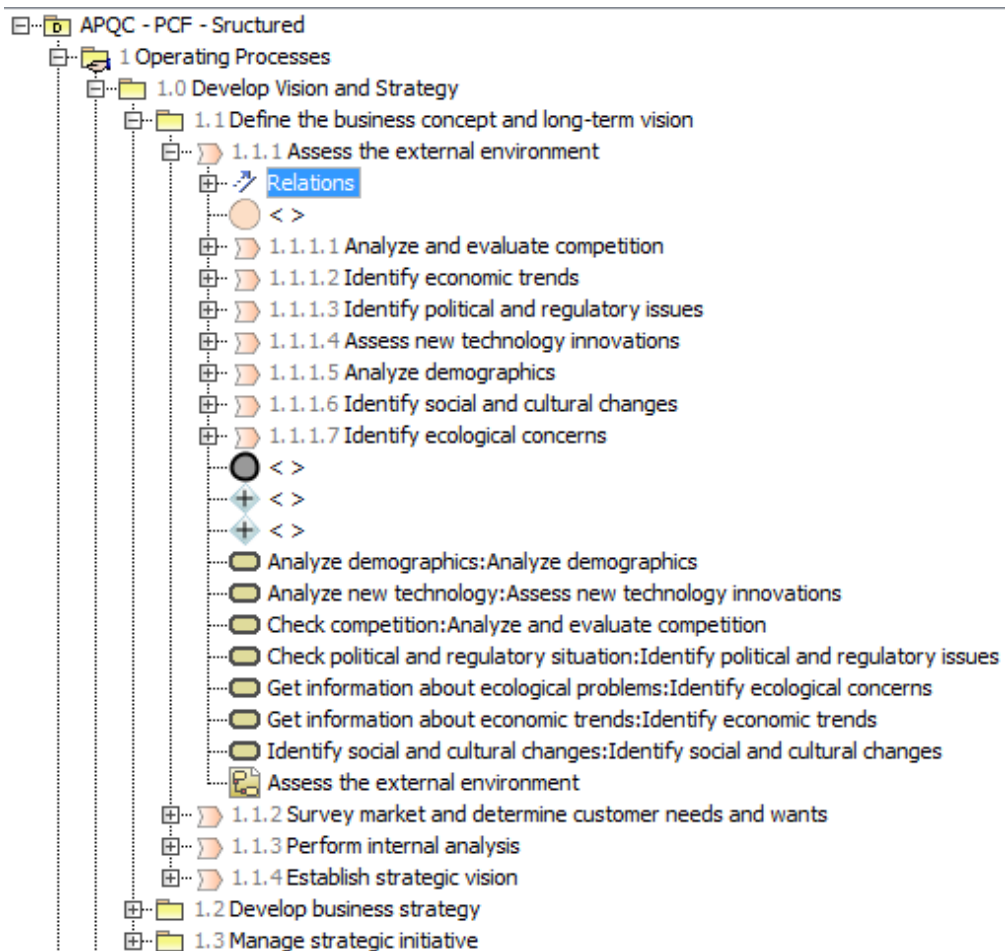 APQC - PCF - Sructured
1 Operating Processes
1.0 Develop Vision and Strategy
1.1 Define the business concept and long-term vision
1.1.1 Assess the external environment
Relations
< >
1.1.1.1 Analyze and evaluate competition
1.1.1.2 Identify economic trends
1.1.1.3 Identify political and regulatory issues
1.1.1.4 Assess new technology innovations
1.1.1.5 Analyze demographics
1.1.1.6 Identify social and cultural changes
1.1.1.7 Identify ecological concerns
< >
< >
< >
Analyze demographics:Analyze demographics
Analyze new technology:Assess new technology innovations
Check competition:Analyze and evaluate competition
Check political and regulatory situation:Identify political and regulatory issues
Get information about ecological problems:Identify ecological concerns
Get information about economic trends:Identify economic trends
Identify social and cultural changes:Identify social and cultural changes
Assess the external environment
1.1.2 Survey market and determine customer needs and wants
1.1.3 Perform internal analysis
1.1.4 Establish strategic vision
1.2 Develop business strategy
1.3 Manage strategic initiative